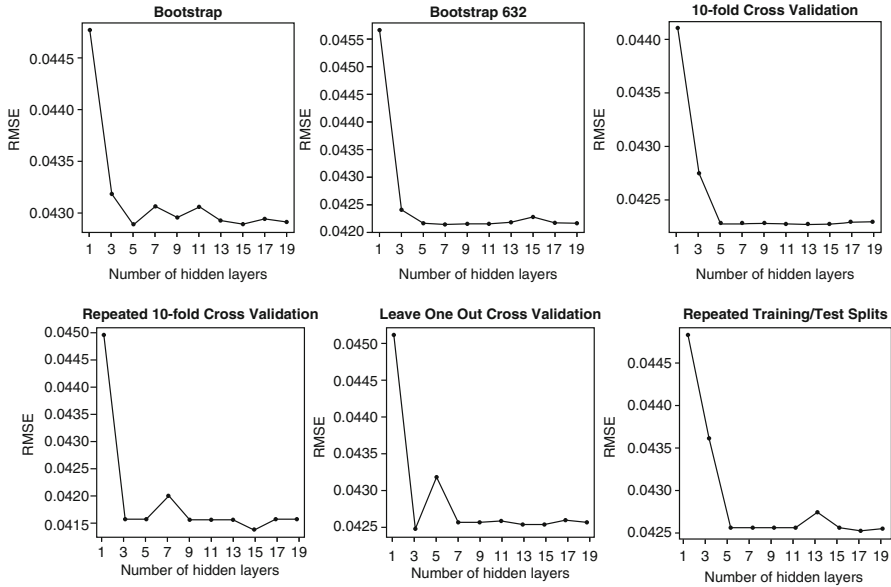 Bootstrap
RMSE
0.0445
0.0440
0.0435
0.0430
1 3 5 7 9 11 13 15 17 19
Number of hidden layers
Bootstrap 632
RMSE
0.0455
0.0450
0.0445
0.0440
0.0435
0.0430
0.0425
0.0420
1 3 5 7 9 11 13 15 17 19
Number of hidden layers
10-fold Cross Validation
RMSE
0.0440
0.0435
0.0430
0.0425
1 3 5 7 9 11 13 15 17 19
Number of hidden layers
Repeated 10-fold Cross Validation
RMSE
0.0450
0.0445
0.0440
0.0435
0.0430
0.0425
0.0420
0.0415
1 3 5 7 9 11 13 15 17 19
Number of hidden layers
Leave One Out Cross Validation
RMSE
0.0450
0.0445
0.0440
0.0435
0.0430
0.0425
1 3 5 7 9 11 13 15 17 19
Number of hidden layers
Repeated Training/Test Splits
RMSE
0.0445
0.0440
0.0435
0.0430
0.0425
1 3 5 7 9 11 13 15 17 19
Number of hidden layers